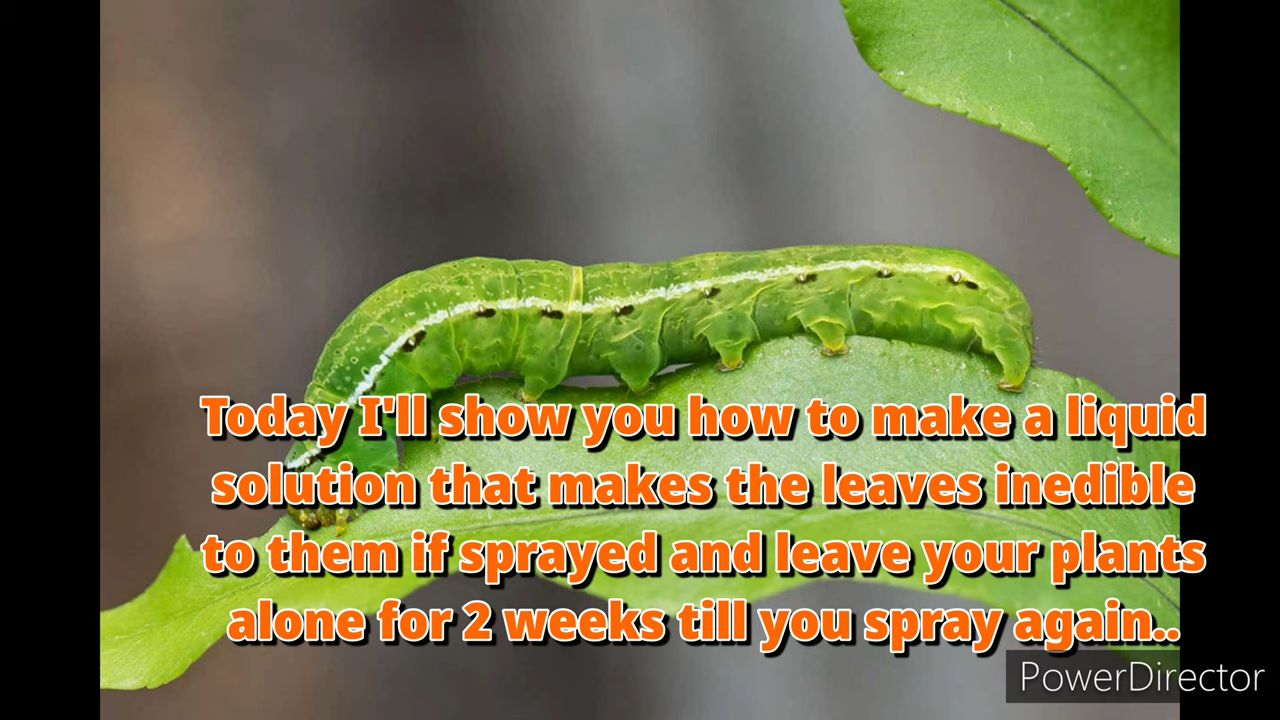 Today I'll show you how to make a liquid
solution that makes the leaves inedible
to them if sprayed and leave your plants
alone for 2 weeks till you spray again..
PowerDirector